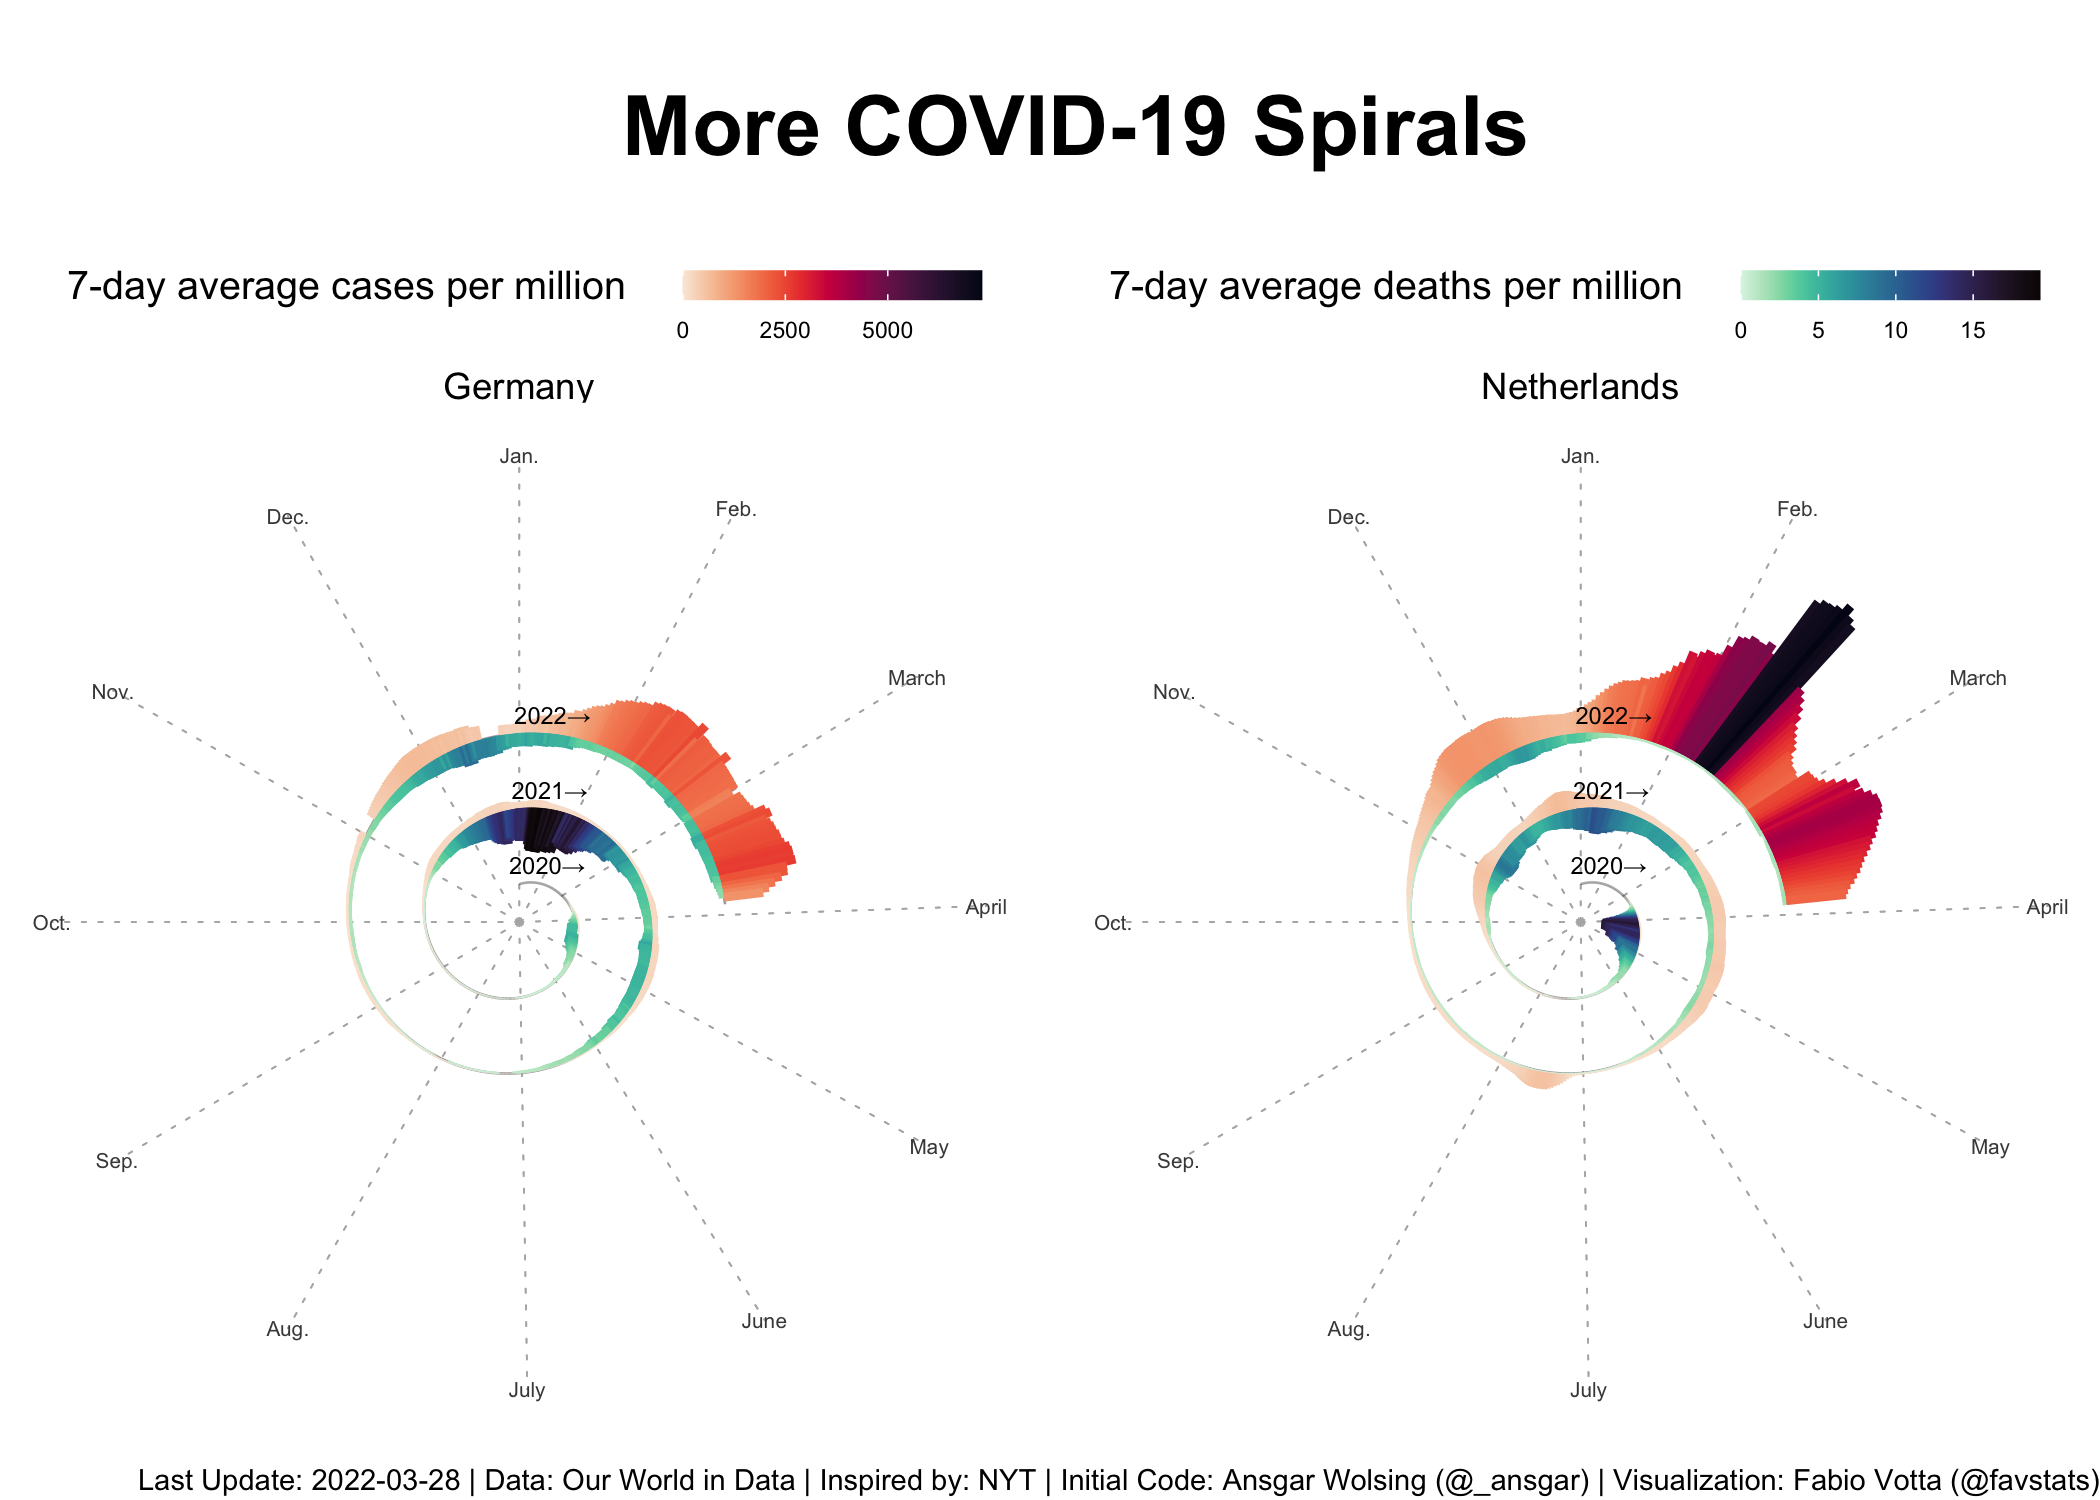 More COVID-19 Spirals
7-day average cases per million
0 2500 5000
7-day average deaths per million
0 5 10 15
Germany
Jan.
Feb.
March
April
May
June
July
Aug.
Sep.
Oct.
Nov.
Dec.
2022→
2021→
2020→
Netherlands
Jan.
Feb.
March
April
May
June
July
Aug.
Sep.
Oct.
Nov.
Dec.
2022→
2021→
2020→
Last Update: 2022-03-28 | Data: Our World in Data | Inspired by: NYT | Initial Code: Ansgar Wolsing (@_ansgar) | Visualization: Fabio Votta (@favstats)